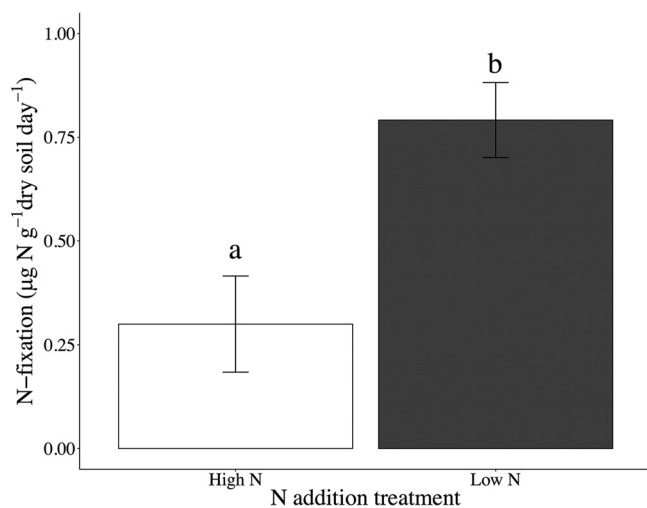 N−fixation (µg N g⁻¹dry soil day⁻¹)
1.00
0.75
0.50
0.25
0.00
a
b
High N
Low N
N addition treatment